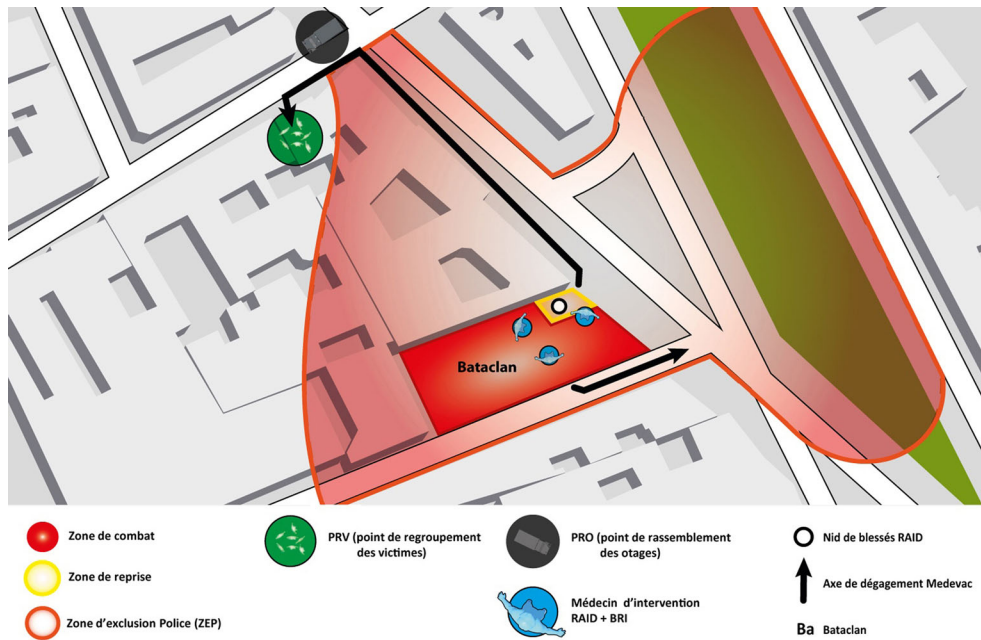 Bataclan
Zone de combat
Zone de reprise
Zone d'exclusion Police (ZEP)
PRV (point de regroupement
des victimes)
PRO (point de rassemblement
des otages)
Médecin d'intervention
RAID + BRI
Nid de blessés RAID
Axe de dégagement Medevac
Ba Bataclan